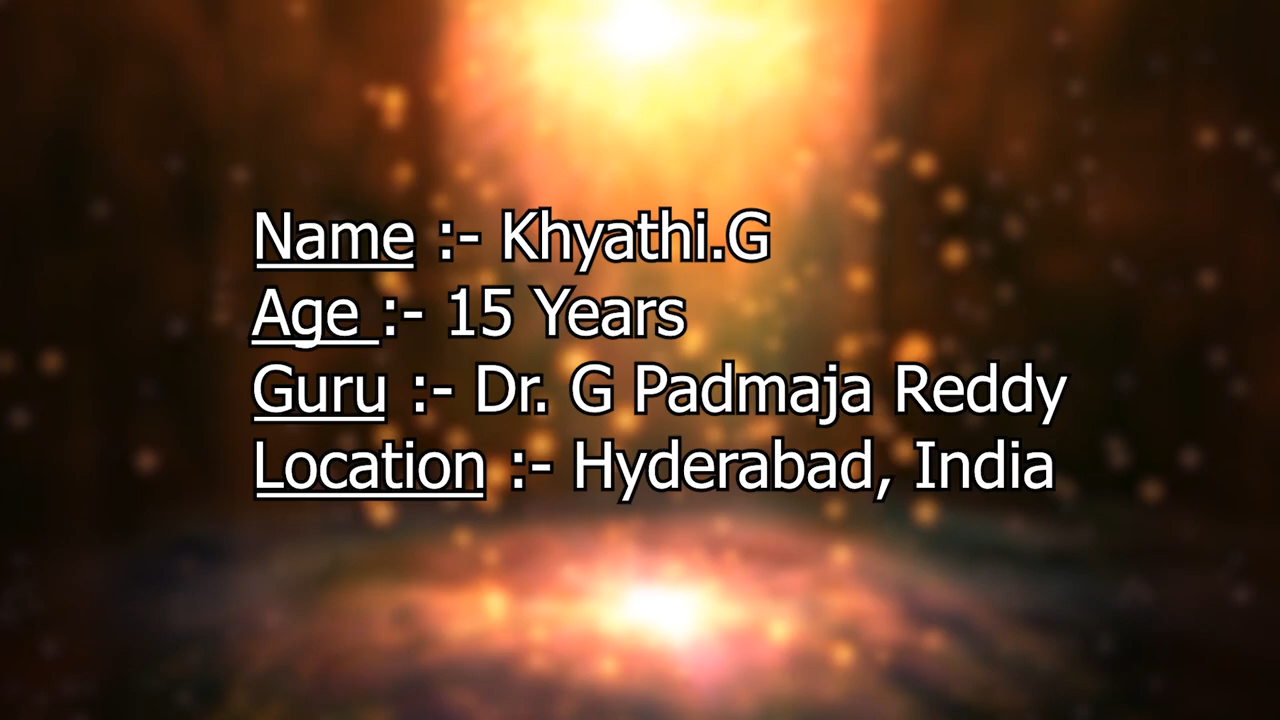 Name :- Khyathi.G
Age :- 15 Years
Guru :- Dr. G Padmaja Reddy
Location :- Hyderabad, India